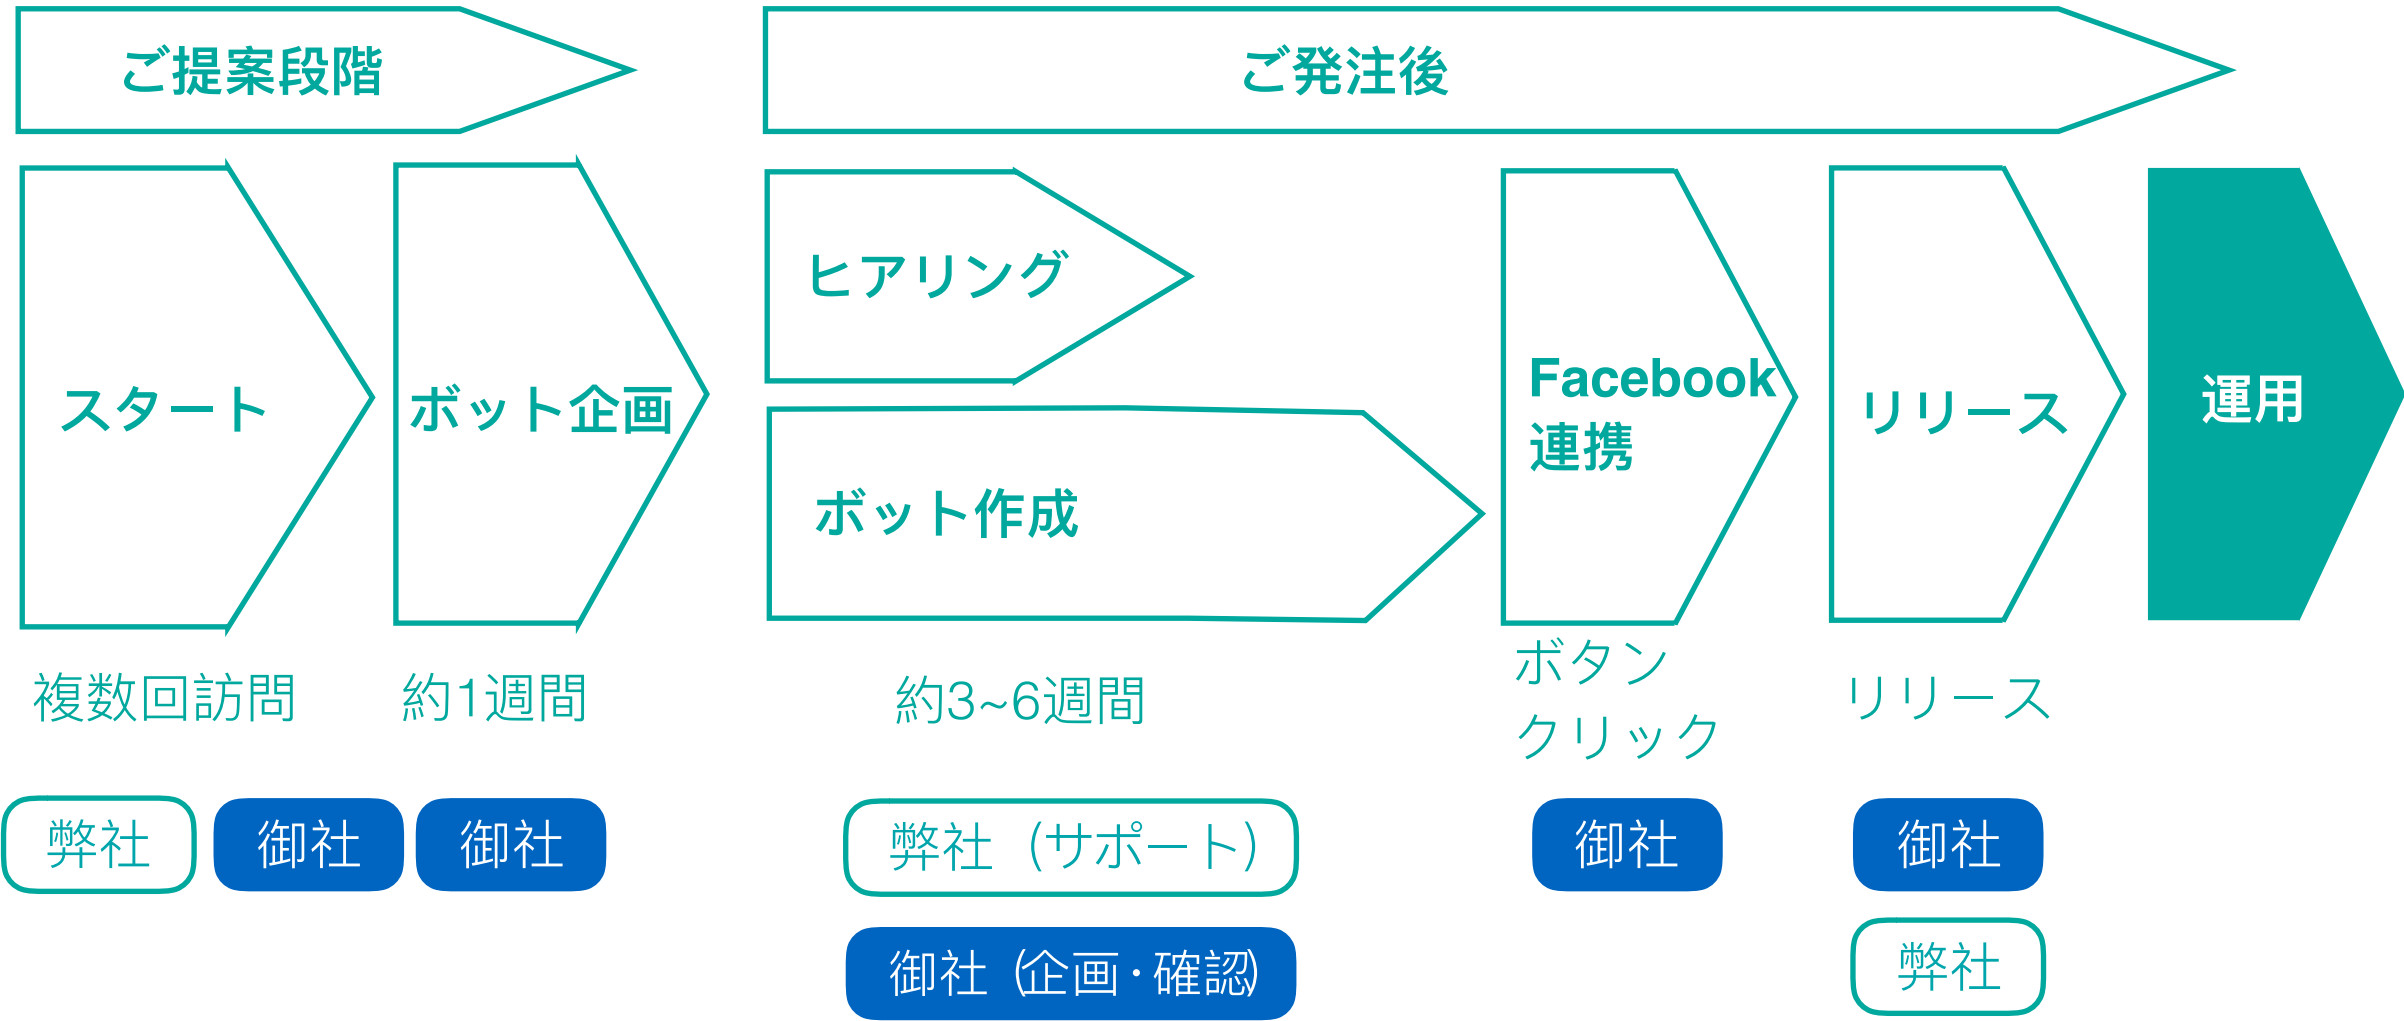 ご提案段階
ご発注後
スタート
ボット企画
ヒアリング
ボット作成
Facebook
連携
リリース
運用
複数回訪問
約1週間
約3~6週間
ボタン
クリック
リリース
弊社
御社
御社
弊社（サポート）
御社（企画・確認）
御社
御社
弊社